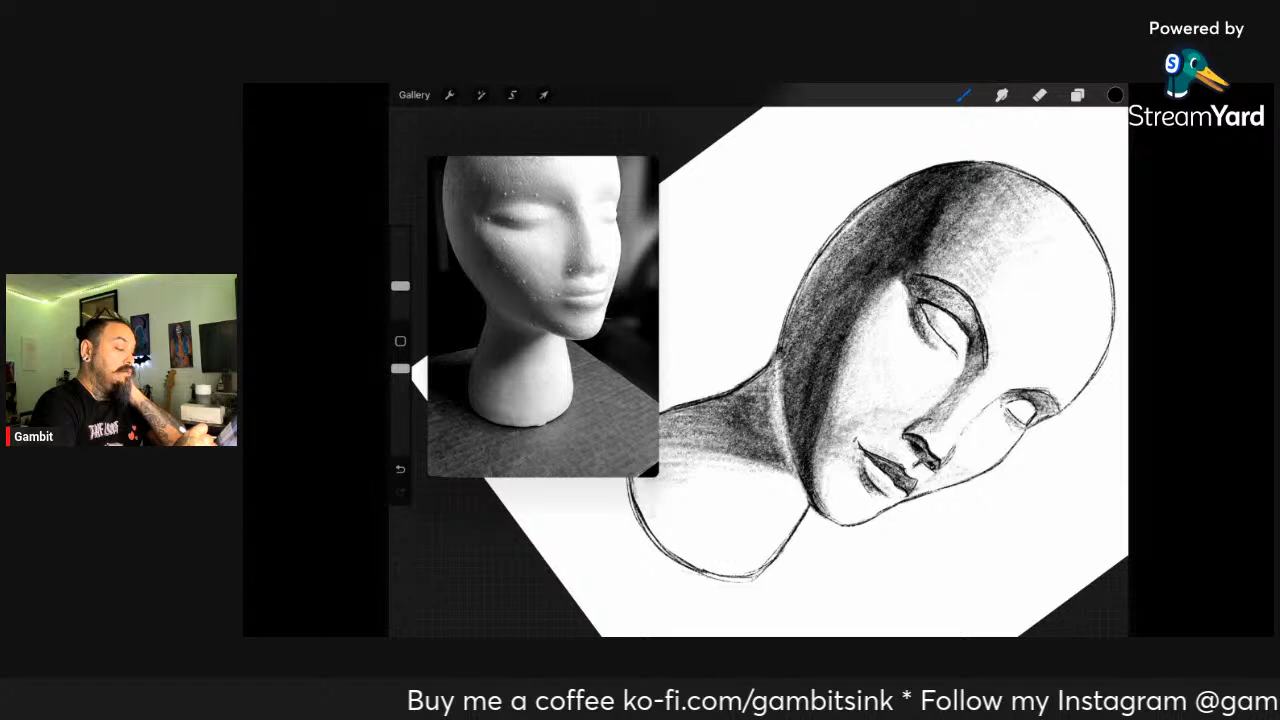 Powered by
StreamYard
Gallery
Gambit
Buy me a coffee ko-fi.com/gambitsink * Follow my Instagram @gam